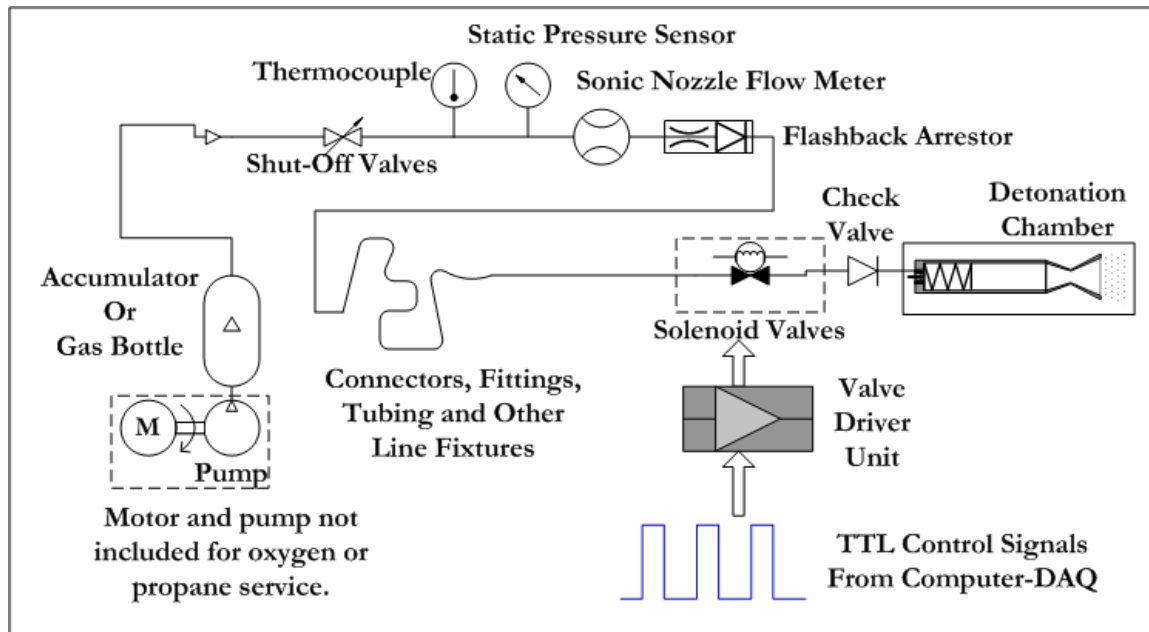 Static Pressure Sensor
Thermocouple
Sonic Nozzle Flow Meter
Shut-Off Valves
Flashback Arrestor
Check
Valve
Detonation
Chamber
Accumulator
Or
Gas Bottle
Solenoid Valves
Connectors, Fittings,
Tubing and Other
Line Fixtures
Valve
Driver
Unit
M
Pump
Motor and pump not
included for oxygen or
propane service.
TTL Control Signals
From Computer-DAQ